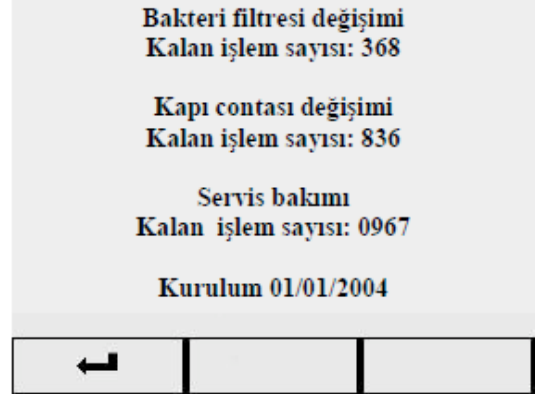 Bakteri filtresi değişimi
Kalan işlem sayısı: 368
Kapı contası değişimi
Kalan işlem sayısı: 836
Servis bakımı
Kalan işlem sayısı: 0967
Kurulum 01/01/2004